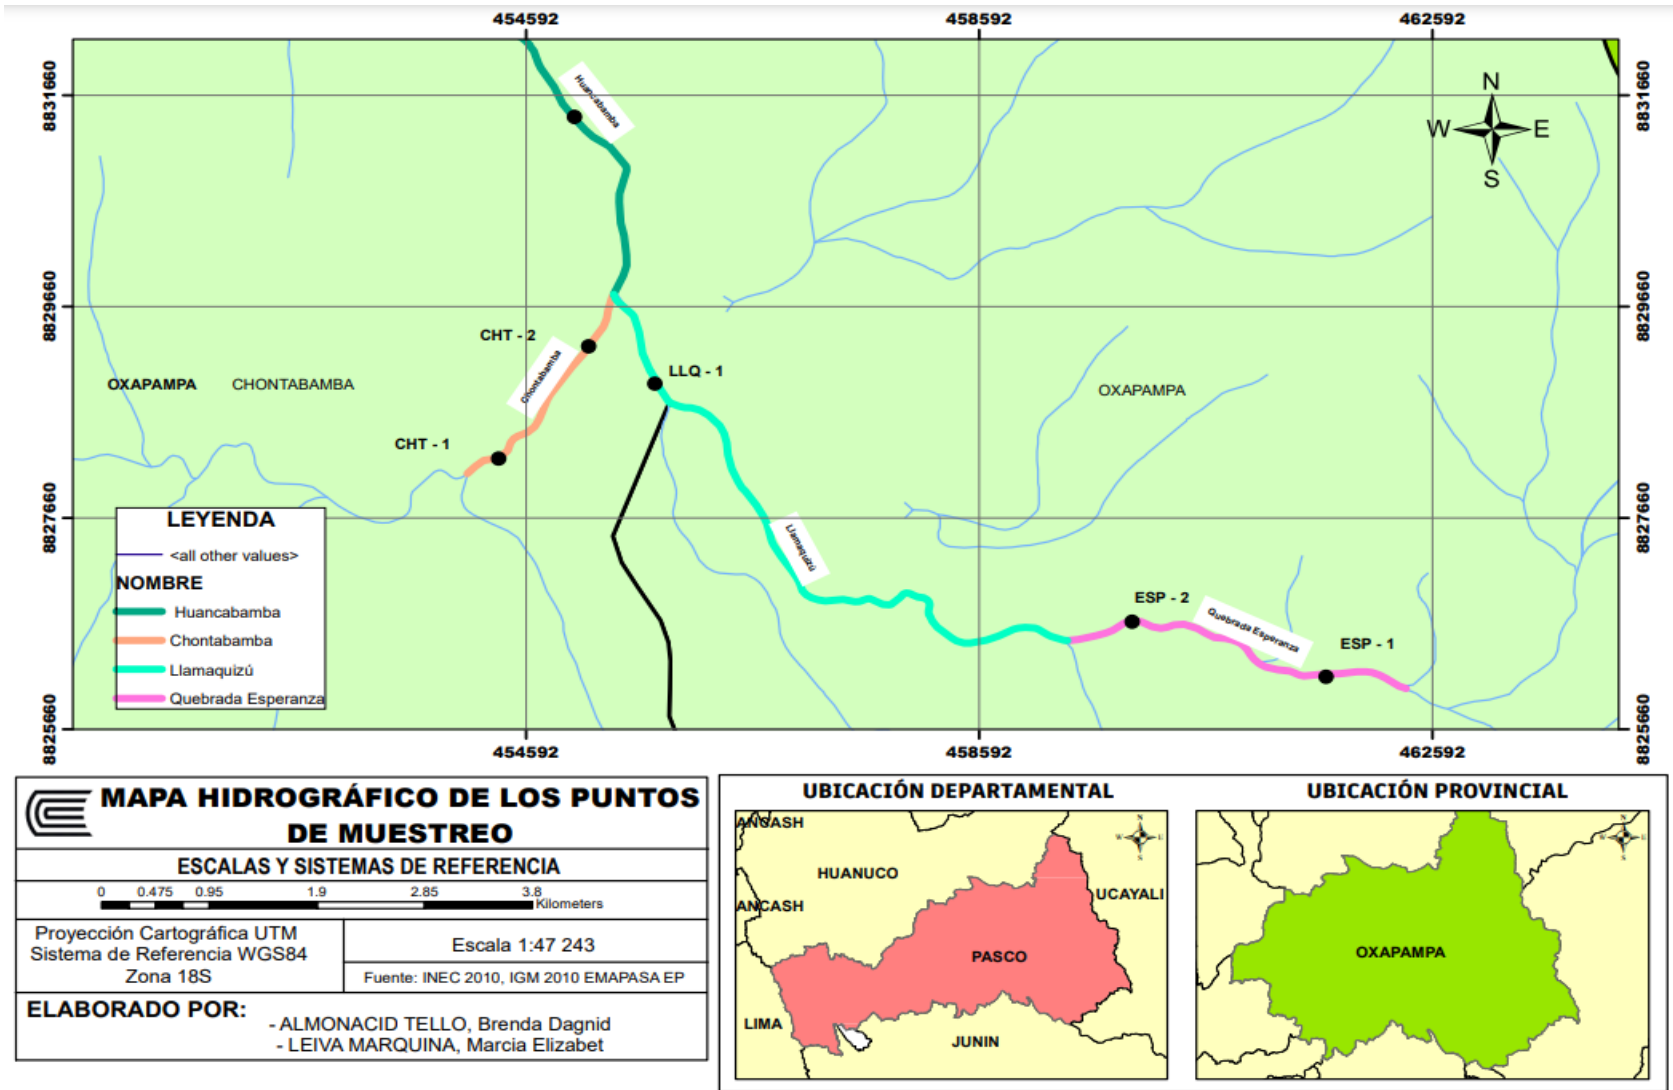 454592
458592
462592
8831660
8831660
Huancabamba
N
W
E
S
8829660
8829660
CHT - 2
Chontabamba
LLQ - 1
OXAPAMPA
CHONTABAMBA
OXAPAMPA
CHT - 1
8827660
8827660
Llamaquizú
ESP - 2
Quebrada Esperanza
ESP - 1
LEYENDA
<all other values>
NOMBRE
Huancabamba
Chontabamba
Llamaquizú
Quebrada Esperanza
8825660
8825660
454592
458592
462592
MAPA HIDROGRÁFICO DE LOS PUNTOS
DE MUESTREO
ESCALAS Y SISTEMAS DE REFERENCIA
0 0.475 0.95 1.9 2.85 3.8
Kilometers
Proyección Cartográfica UTM
Sistema de Referencia WGS84
Zona 18S
Escala 1:47 243
Fuente: INEC 2010, IGM 2010 EMAPASA EP
ELABORADO POR:
- ALMONACID TELLO, Brenda Dagnid
- LEIVA MARQUINA, Marcia Elizabet
UBICACIÓN DEPARTAMENTAL
ANCASH
N
W
E
S
HUANUCO
UCAYALI
ANCASH
PASCO
LIMA
JUNIN
UBICACIÓN PROVINCIAL
N
W
E
S
OXAPAMPA